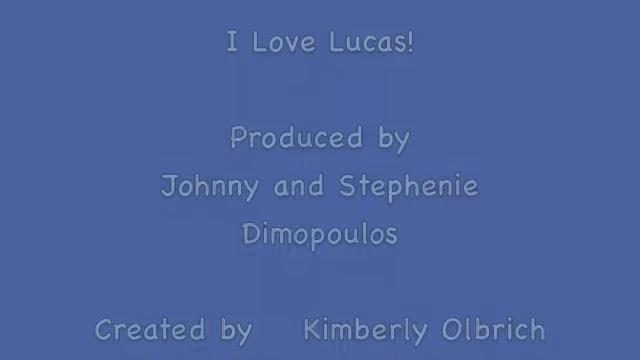 I Love Lucas!
Produced by
Johnny and Stephenie
Dimopoulos
Created by Kimberly Olbrich